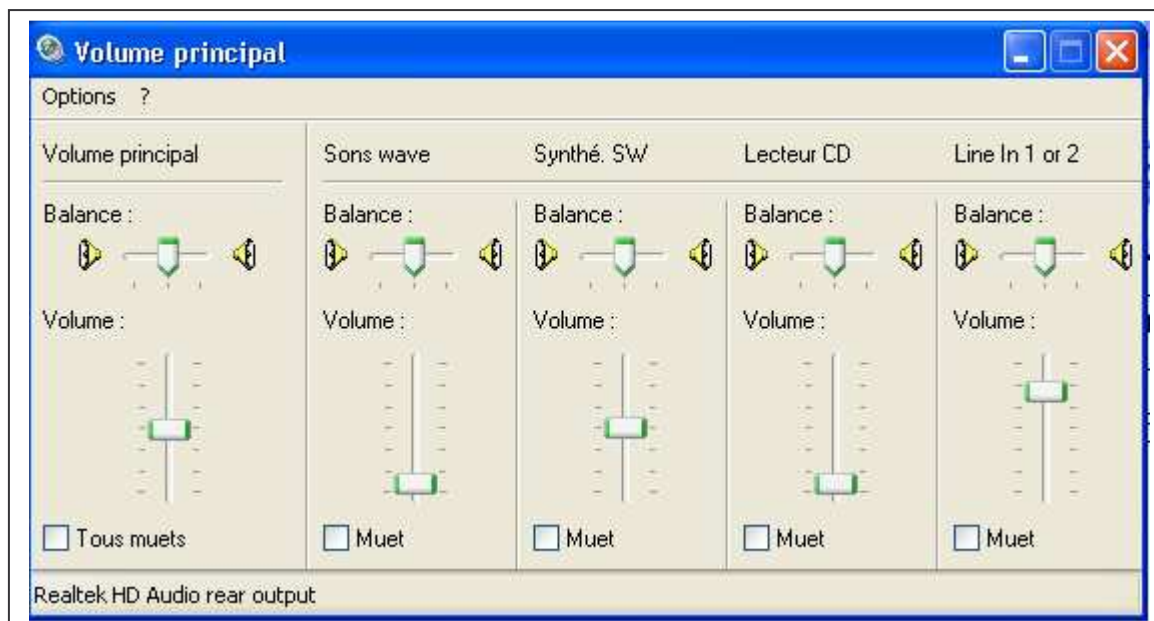 Volume principal
Options ?
Volume principal Sons wave Synthé. SW Lecteur CD Line In 1 or 2
Balance : Balance : Balance : Balance : Balance :
Volume : Volume : Volume : Volume : Volume :
Tous muets Muet Muet Muet Muet
Realtek HD Audio rear output